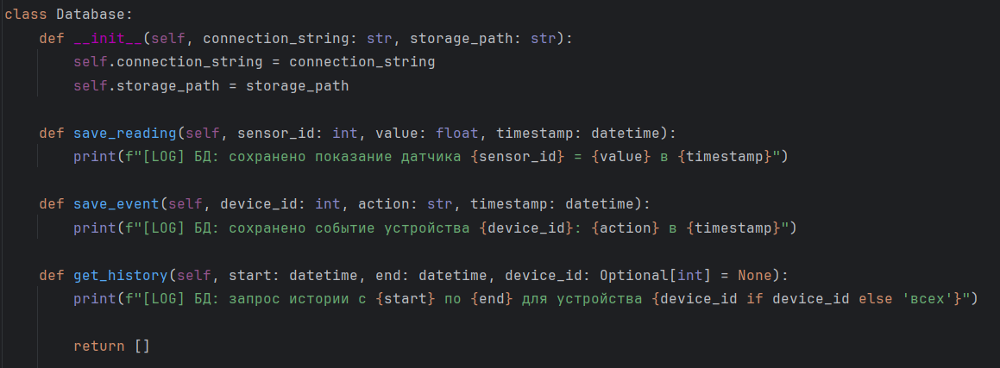 class Database:
    def __init__(self, connection_string: str, storage_path: str):
        self.connection_string = connection_string
        self.storage_path = storage_path
    def save_reading(self, sensor_id: int, value: float, timestamp: datetime):
        print(f"[LOG] БД: сохранено показание датчика {sensor_id} = {value} в {timestamp}")
    def save_event(self, device_id: int, action: str, timestamp: datetime):
        print(f"[LOG] БД: сохранено событие устройства {device_id}: {action} в {timestamp}")
    def get_history(self, start: datetime, end: datetime, device_id: Optional[int] = None):
        print(f"[LOG] БД: запрос истории с {start} по {end} для устройства {device_id if device_id else 'всех'}")
        return []